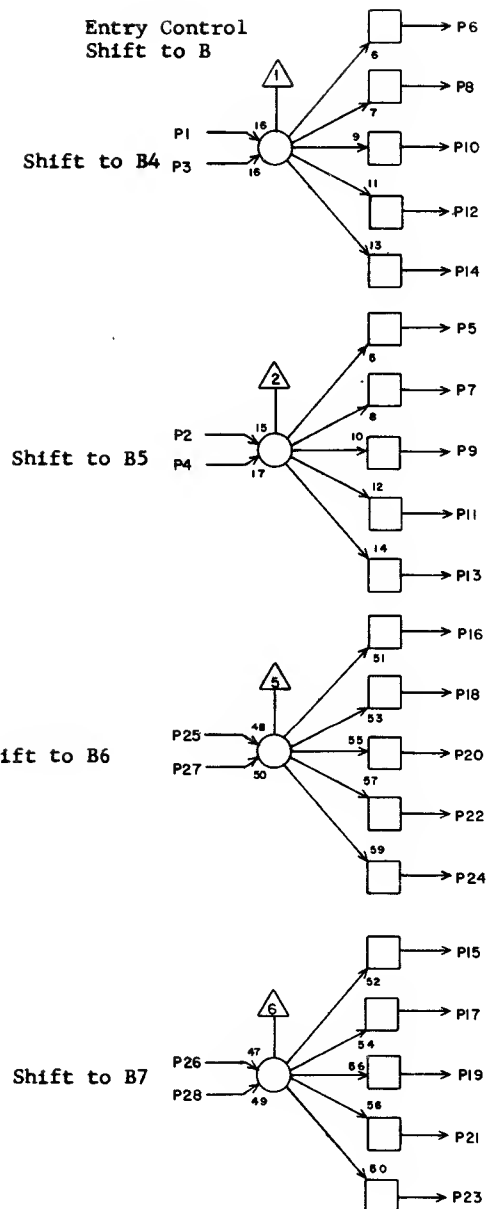 Entry Control
Shift to B
1
P1 16
Shift to B4 P3 16
6 P6
7 P8
9 P10
11 P12
13 P14
2
P2 15
Shift to B5 P4 17
6 P5
8 P7
10 P9
12 P11
14 P13
5
P25 48
ift to B6 P27 50
51 P16
53 P18
55 P20
57 P22
59 P24
6
P26 47
Shift to B7 P28 49
52 P15
54 P17
56 P19
56 P21
60 P23